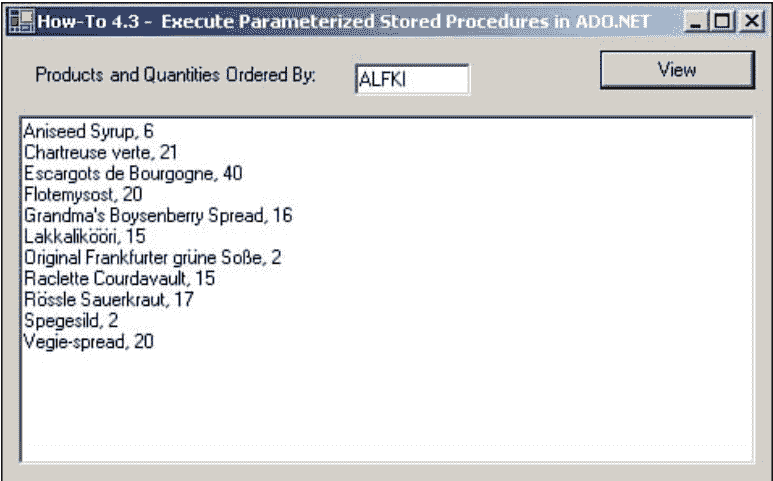 How-To 4.3 - Execute Parameterized Stored Procedures in ADO.NET
Products and Quantities Ordered By: ALFKI View
Aniseed Syrup, 6
Chartreuse verte, 21
Escargots de Bourgogne, 40
Flotemysost, 20
Grandma's Boysenberry Spread, 16
Lakkalikööri, 15
Original Frankfurter grüne Soße, 2
Raclette Courdavault, 15
Rössle Sauerkraut, 17
Spegesild, 2
Vegie-spread, 20